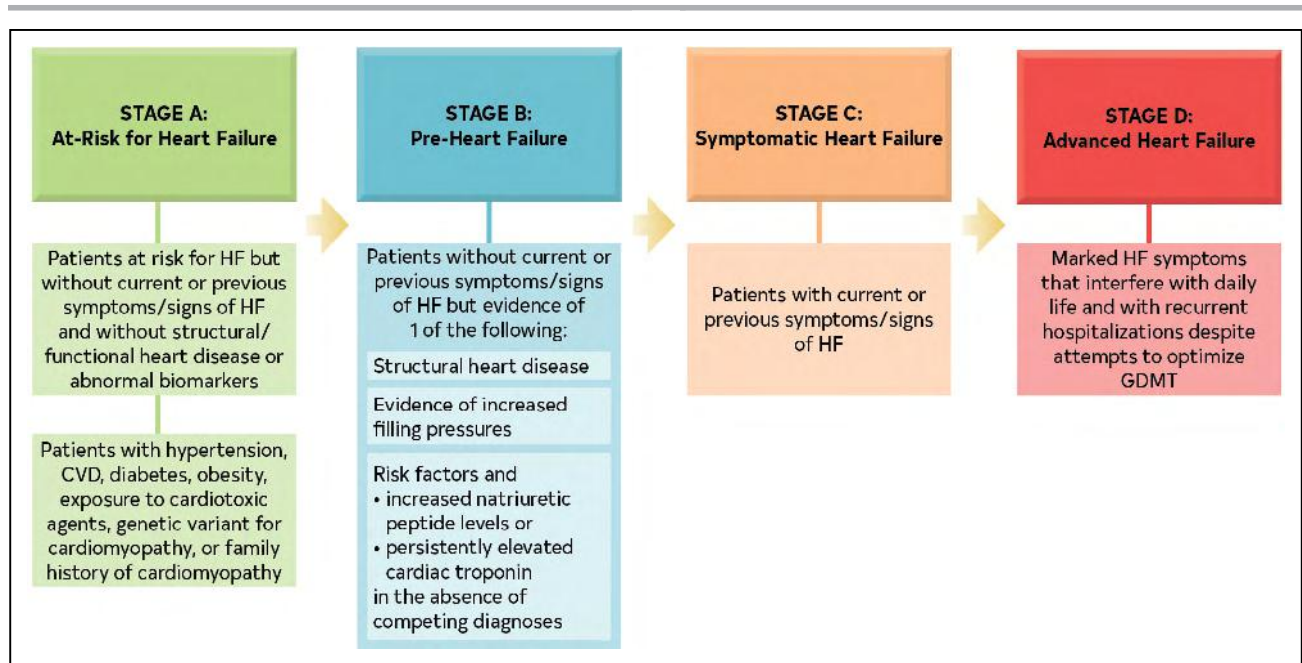 STAGE A:
At-Risk for Heart Failure
Patients at risk for HF but
without current or previous
symptoms/signs of HF
and without structural/
functional heart disease or
abnormal biomarkers
Patients with hypertension,
CVD, diabetes, obesity,
exposure to cardiotoxic
agents, genetic variant for
cardiomyopathy, or family
history of cardiomyopathy
STAGE B:
Pre-Heart Failure
Patients without current or
previous symptoms/signs
of HF but evidence of
1 of the following:
Structural heart disease
Evidence of increased
filling pressures
Risk factors and
• increased natriuretic
peptide levels or
• persistently elevated
cardiac troponin
in the absence of
competing diagnoses
STAGE C:
Symptomatic Heart Failure
Patients with current or
previous symptoms/signs
of HF
STAGE D:
Advanced Heart Failure
Marked HF symptoms
that interfere with daily
life and with recurrent
hospitalizations despite
attempts to optimize
GDMT